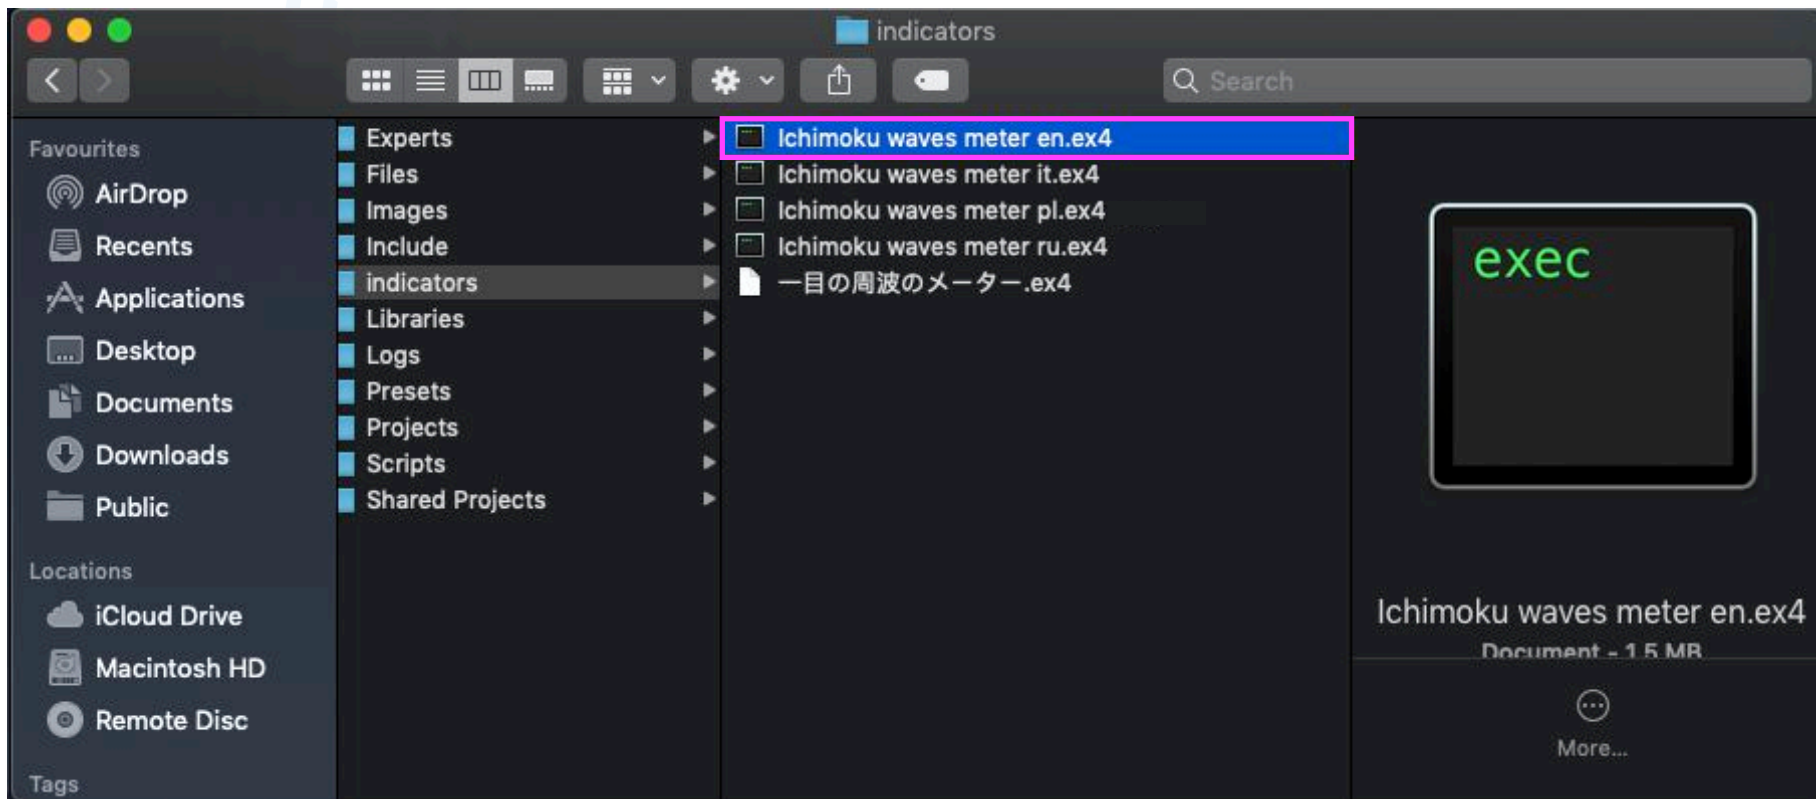 indicators
Search
Favourites
AirDrop
Recents
Applications
Desktop
Documents
Downloads
Public
Locations
iCloud Drive
Macintosh HD
Remote Disc
Tags
Experts
Files
Images
Include
indicators
Libraries
Logs
Presets
Projects
Scripts
Shared Projects
Ichimoku waves meter en.ex4
Ichimoku waves meter it.ex4
Ichimoku waves meter pl.ex4
Ichimoku waves meter ru.ex4
一目の周波のメーター.ex4
exec
Ichimoku waves meter en.ex4
Document - 1.5 MB
More...